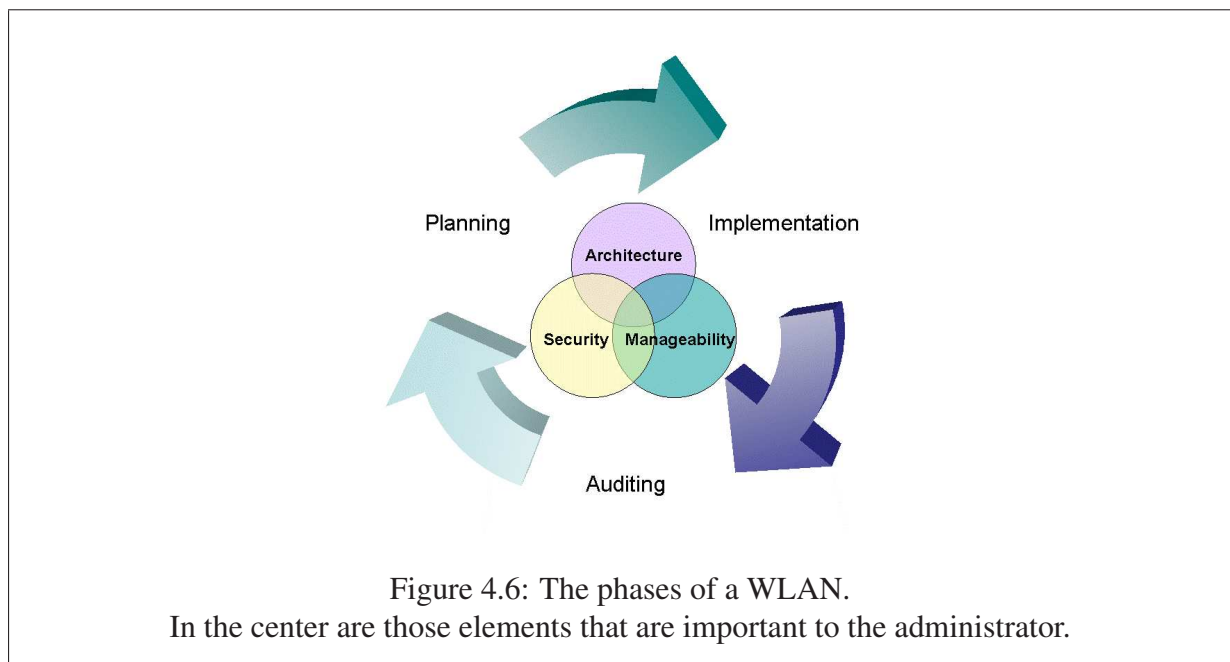 Planning
Implementation
Architecture
Security
Manageability
Auditing
Figure 4.6: The phases of a WLAN.
In the center are those elements that are important to the administrator.